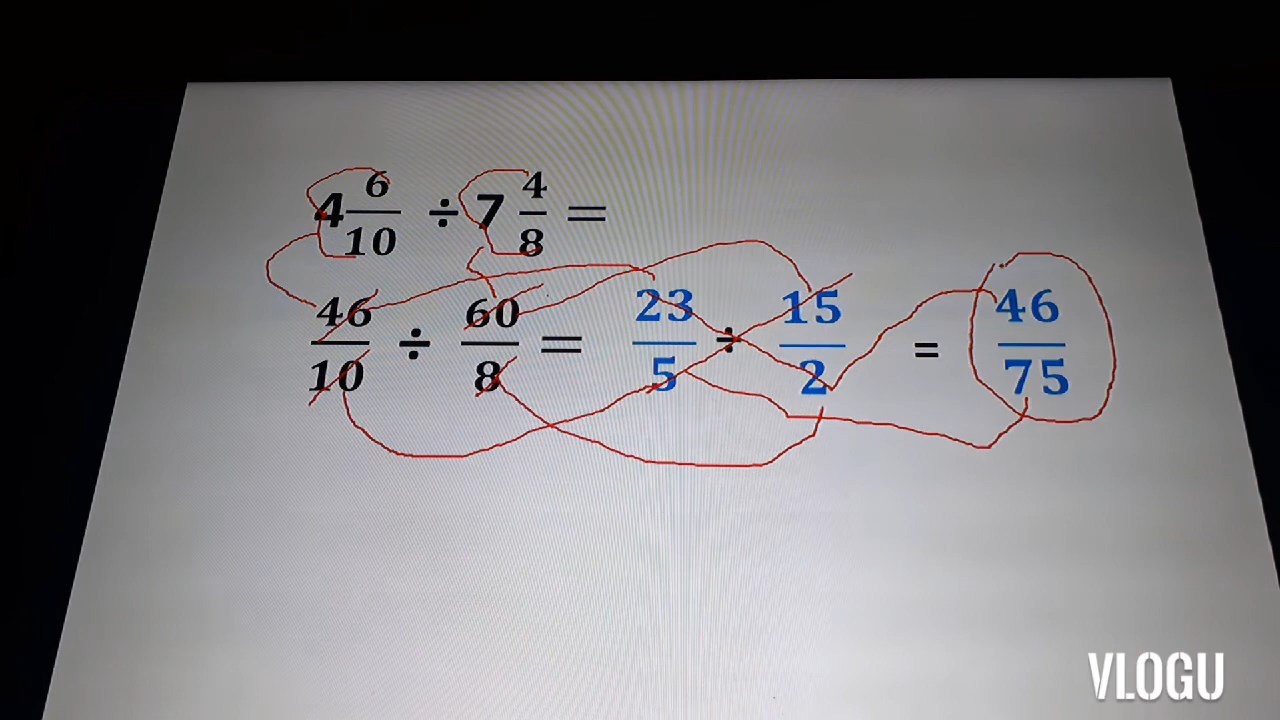 4 6/10 ÷ 7 4/8 =
46/10 ÷ 60/8 = 23/5 ÷ 15/2 = 46/75
VLOGU